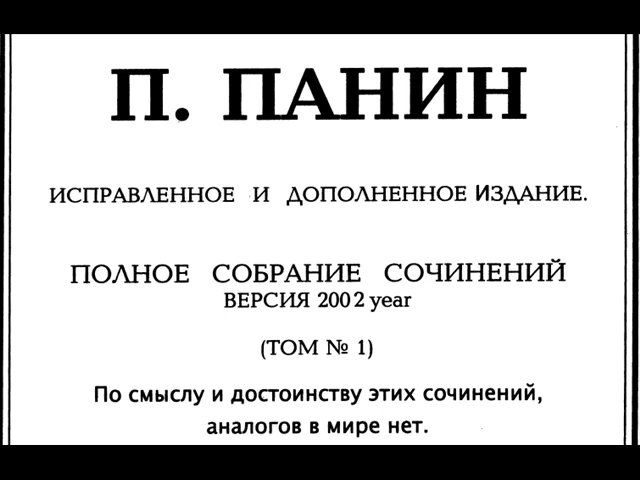 П. ПАНИН
ИСПРАВЛЕННОЕ И ДОПОЛНЕННОЕ ИЗДАНИЕ.
ПОЛНОЕ СОБРАНИЕ СОЧИНЕНИЙ
ВЕРСИЯ 2002 year
(ТОМ № 1)
По смыслу и достоинству этих сочинений,
аналогов в мире нет.